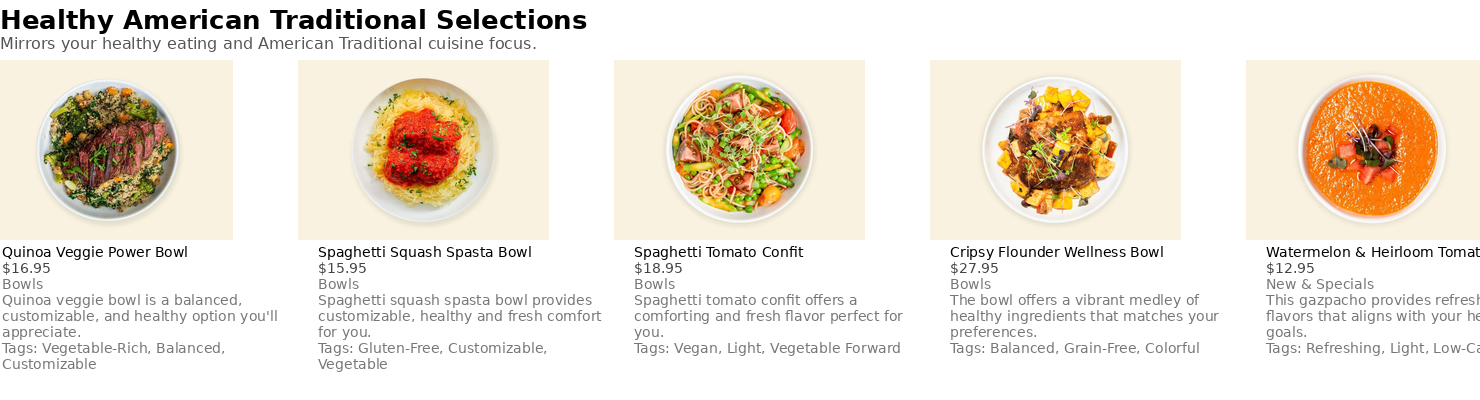 Healthy American Traditional Selections
Mirrors your healthy eating and American Traditional cuisine focus.
Quinoa Veggie Power Bowl
$16.95
Bowls
Quinoa veggie bowl is a balanced,
customizable, and healthy option you'll
appreciate.
Tags: Vegetable-Rich, Balanced,
Customizable
Spaghetti Squash Spasta Bowl
$15.95
Bowls
Spaghetti squash spasta bowl provides
customizable, healthy and fresh comfort
for you.
Tags: Gluten-Free, Customizable,
Vegetable
Spaghetti Tomato Confit
$18.95
Bowls
Spaghetti tomato confit offers a
comforting and fresh flavor perfect for
you.
Tags: Vegan, Light, Vegetable Forward
Cripsy Flounder Wellness Bowl
$27.95
Bowls
The bowl offers a vibrant medley of
healthy ingredients that matches your
preferences.
Tags: Balanced, Grain-Free, Colorful
Watermelon & Heirloom Tomat
$12.95
New & Specials
This gazpacho provides refresh
flavors that aligns with your he
goals.
Tags: Refreshing, Light, Low-Ca